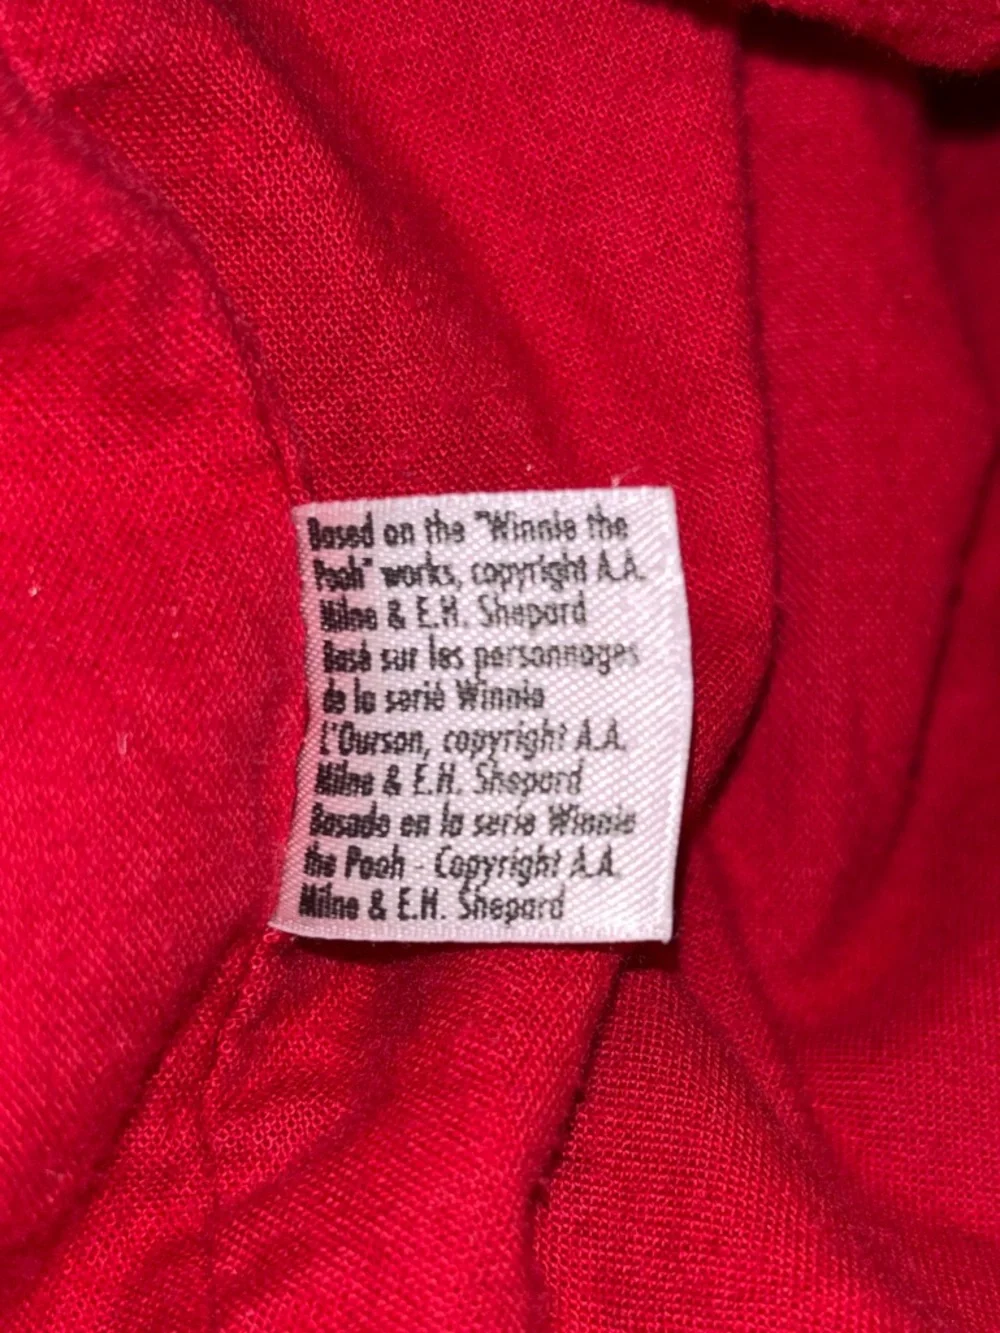 Based on the "Winnie the
Pooh" works, copyright A.A.
Milne & E.H. Shepard
Basé sur les personnages
de la serié Winnie
L'Ourson, copyright A.A.
Milne & E.H. Shepard
Basado en la serie Winnie
the Pooh - Copyright A.A.
Milne & E.H. Shepard